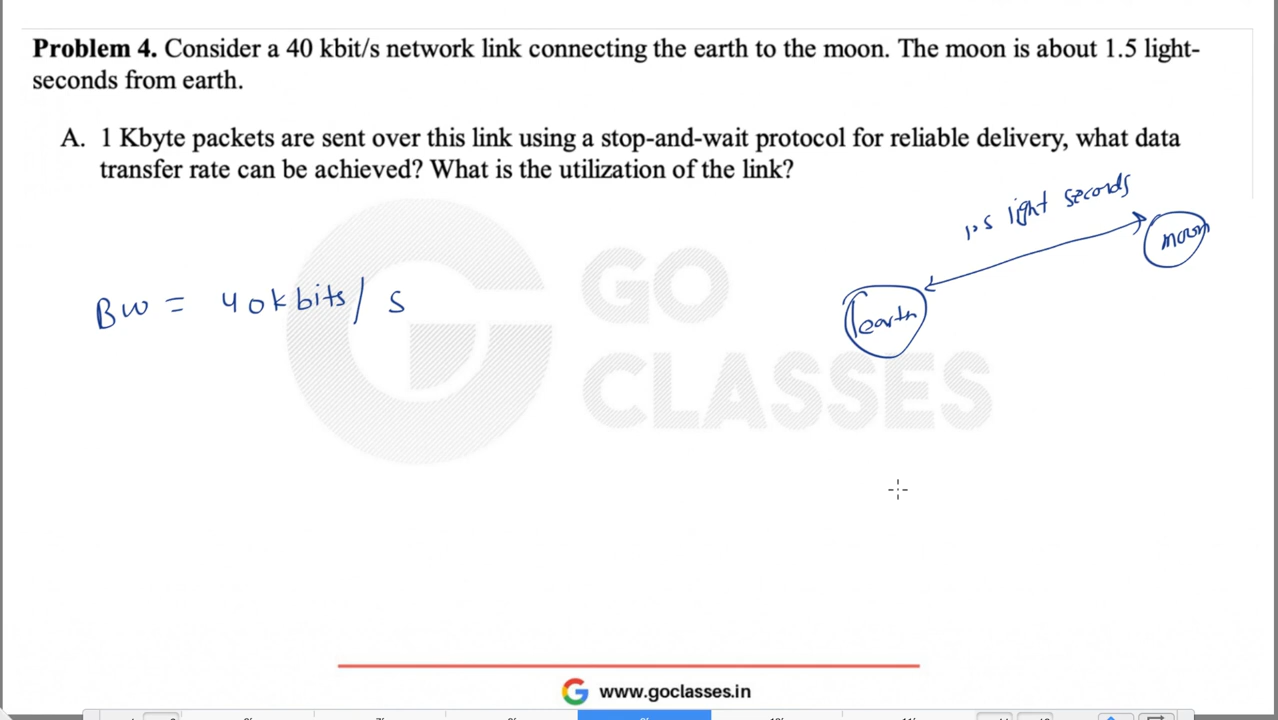 Problem 4. Consider a 40 kbit/s network link connecting the earth to the moon. The moon is about 1.5 light-
seconds from earth.
A. 1 Kbyte packets are sent over this link using a stop-and-wait protocol for reliable delivery, what data
transfer rate can be achieved? What is the utilization of the link?
1.5 light seconds
moon
BW = 40k bits/s
earth
GO
CLASSES
www.goclasses.in